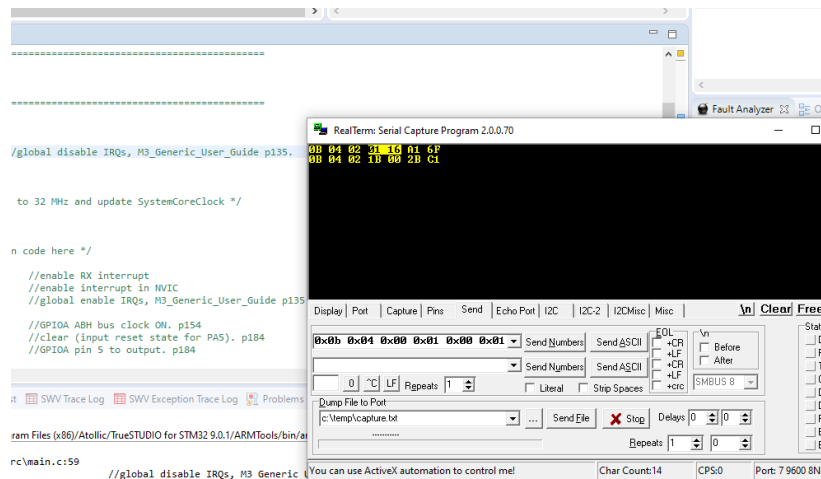 ===========================================
===========================================
Fault Analyzer
/global disable IRQs, M3_Generic_User_Guide p135.
to 32 MHz and update SystemCoreClock */
n code here */
//enable RX interrupt
//enable interrupt in NVIC
//global enable IRQs, M3_Generic_User_Guide p135
//GPIOA ABH bus clock ON. p154
//clear (input reset state for PA5). p184
//GPIOA pin 5 to output. p184
SWV Trace Log SWV Exception Trace Log Problems
ram Files (x86)/Atollic/TrueSTUDIO for STM32 9.0.1/ARMTools/bin/ar
rc\main.c:59
//global disable IRQs, M3 Generic
RealTerm: Serial Capture Program 2.0.0.70
0B 04 02 01 16 A1 6F
0B 04 02 1B 00 2B C1
Display Port Capture Pins Send Echo Port I2C I2C-2 I2CMisc Misc \n Clear Free
0x0b 0x04 0x00 0x01 0x00 0x01 Send Numbers Send ASCII
Send Numbers Send ASCII
EOL
+CR
+LF
+CR
+LF
+crc
\n
Before
After
SMBUS 8
0 ^C LF Repeats 1 Literal Strip Spaces
Dump File to Port
c:\temp\capture.txt ... Send File Stop Delays 0 0
Repeats 1 0
Stat
You can use ActiveX automation to control me! Char Count:14 CPS:0 Port: 7 9600 8N